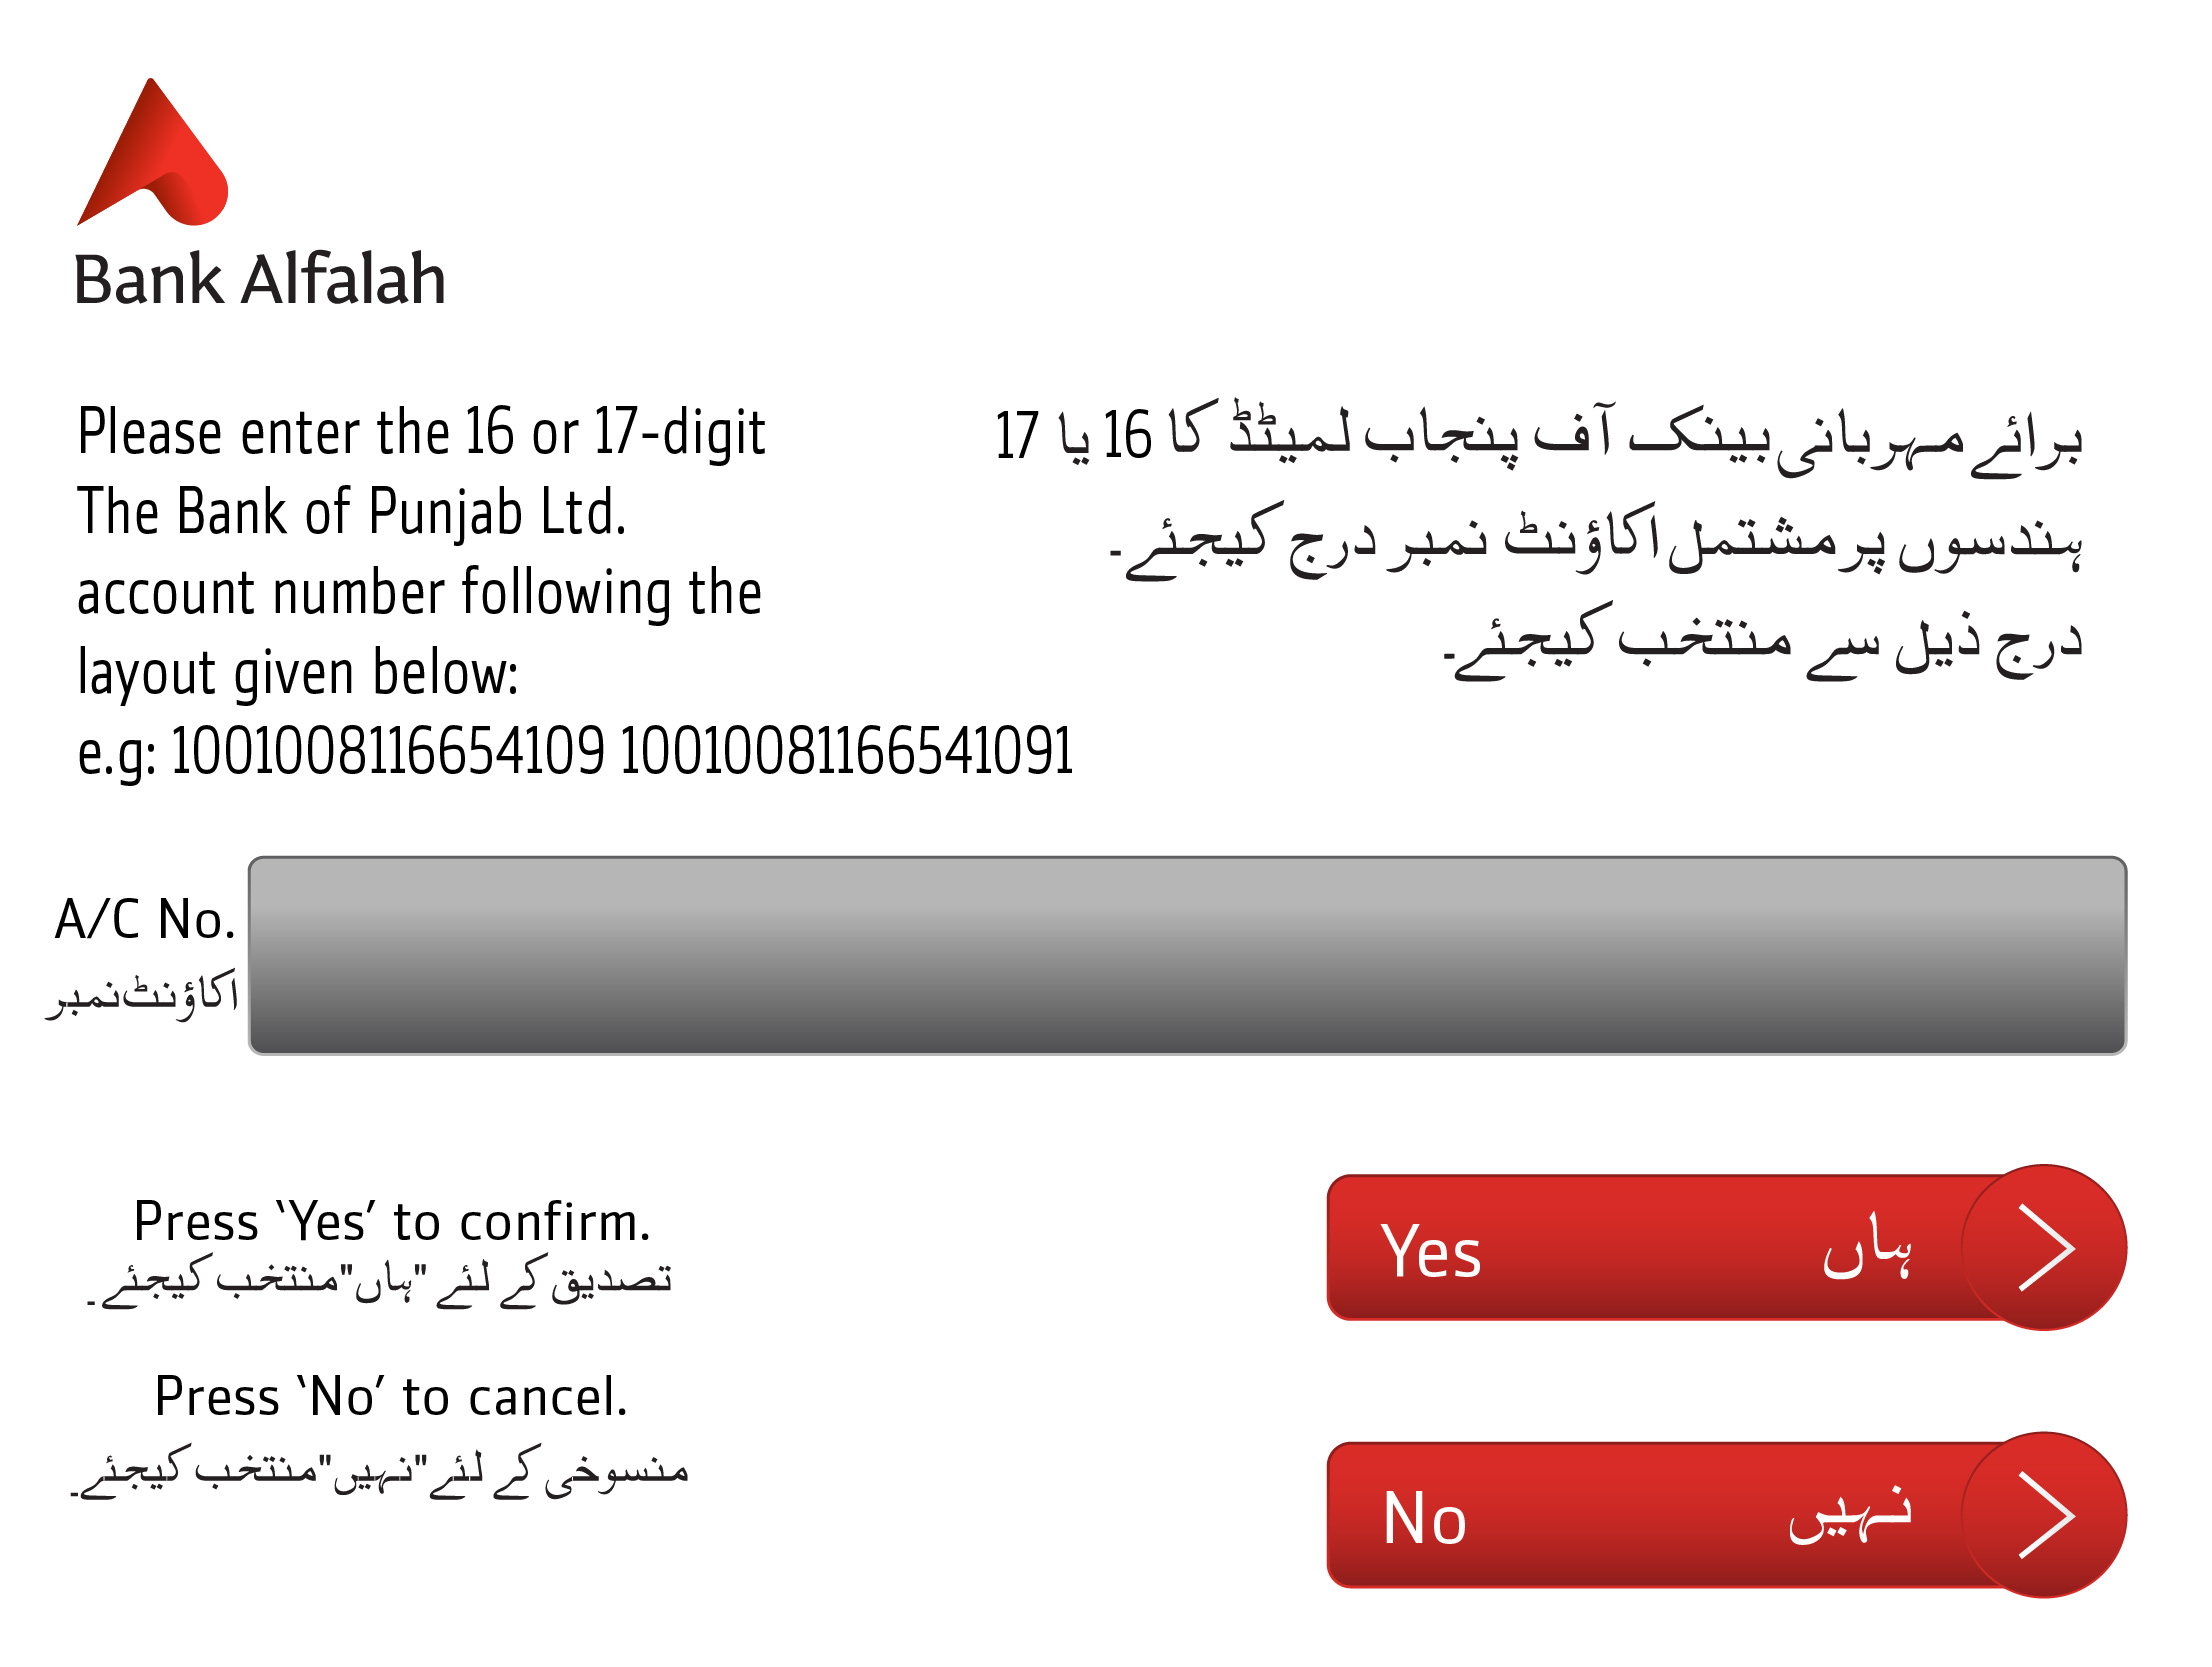 Bank Alfalah
Please enter the 16 or 17-digit
The Bank of Punjab Ltd.
account number following the
layout given below:
e.g: 1001008116654109 10010081166541091
برائے مہربانی بینک آف پنجاب لمیٹڈ کا 16 یا 17
ہندسوں پر مشتمل اکاؤنٹ نمبر درج کیجئے۔
درج ذیل سے منتخب کیجئے۔
A/C No.
اکاؤنٹ نمبر
Press ‘Yes’ to confirm.
تصدیق کے لئے "ہاں" منتخب کیجئے۔
Yes ہاں
Press ‘No’ to cancel.
منسوخی کے لئے "نہیں" منتخب کیجئے۔
No نہیں